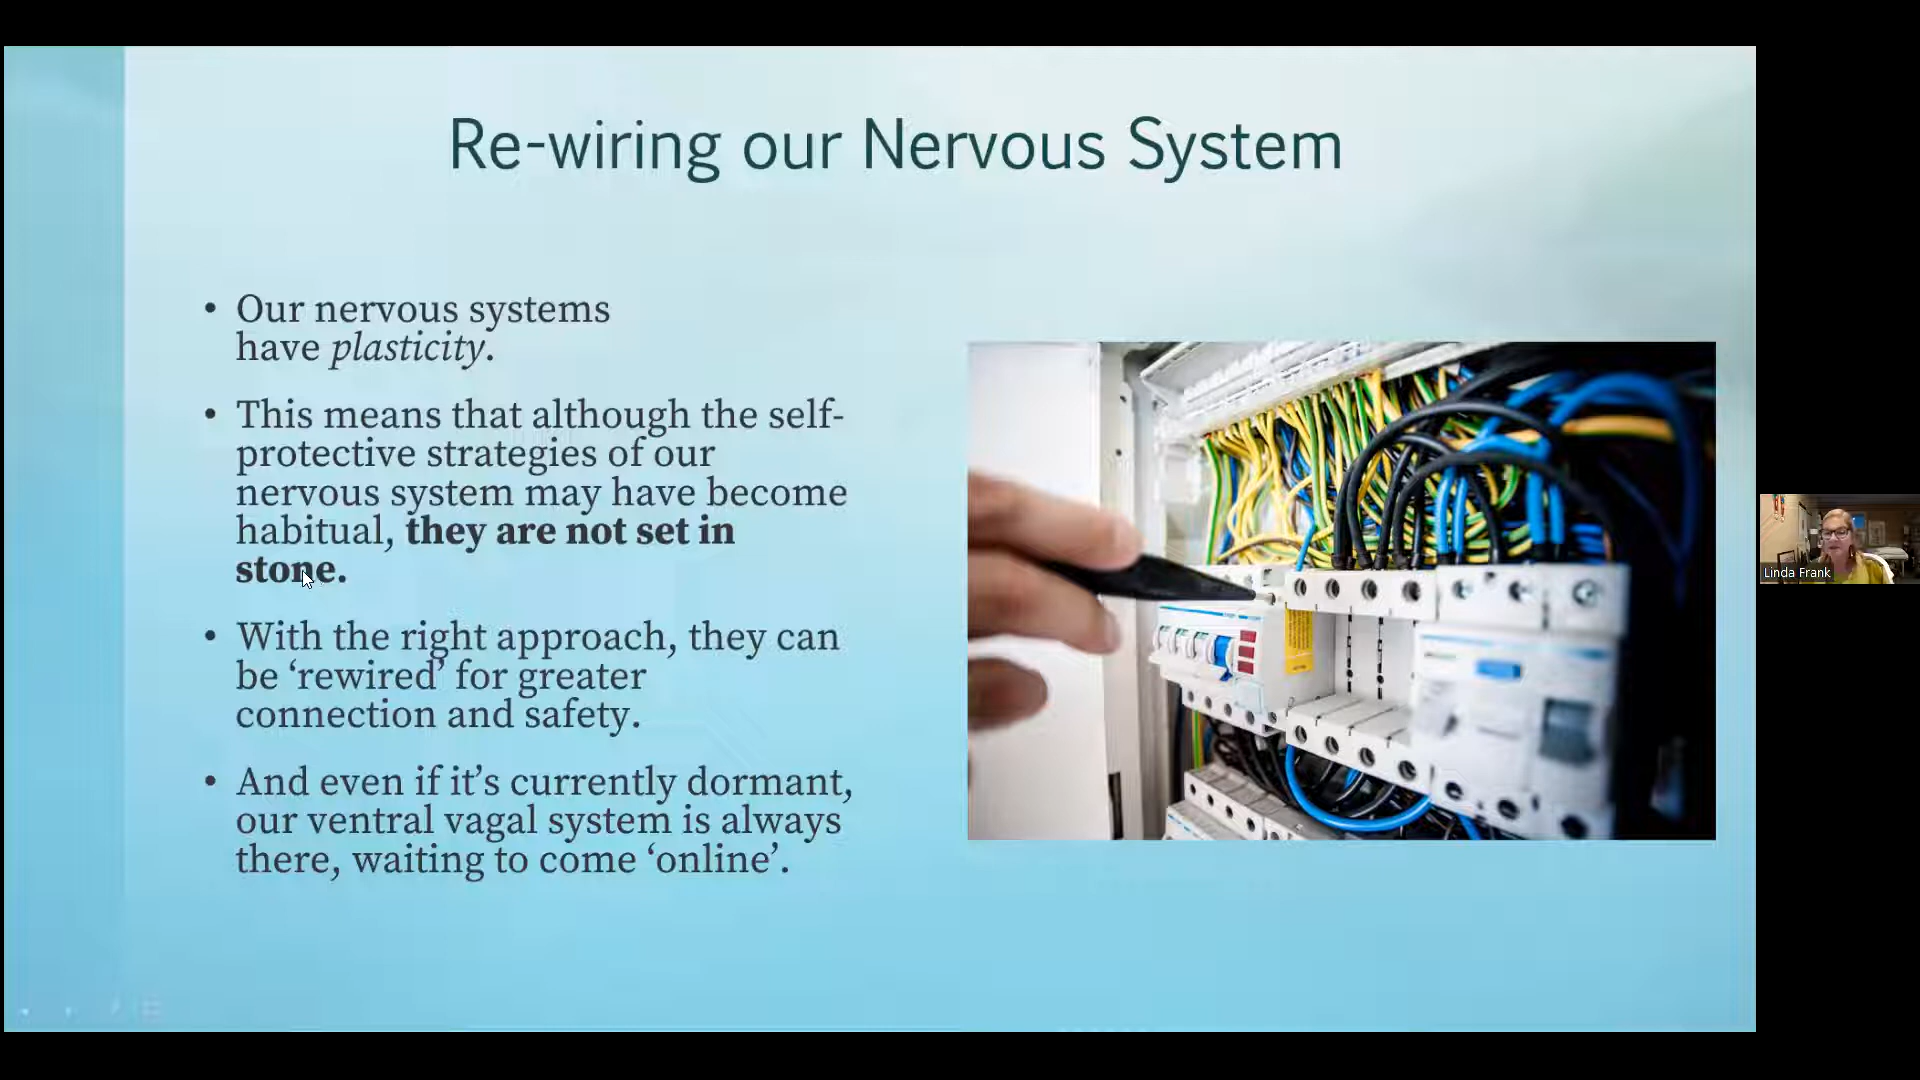 Re-wiring our Nervous System
• Our nervous systems
have plasticity.
• This means that although the self-
protective strategies of our
nervous system may have become
habitual, they are not set in
stone.
• With the right approach, they can
be ‘rewired’ for greater
connection and safety.
• And even if it’s currently dormant,
our ventral vagal system is always
there, waiting to come ‘online’.
Linda Frank